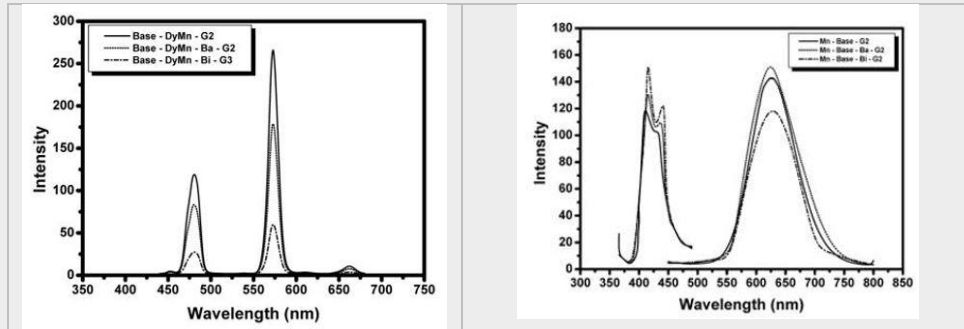 300
250
200
150
100
50
0
Intensity
Base - DyMn - G2
Base - DyMn - Ba - G2
Base - DyMn - Bi - G3
350 400 450 500 550 600 650 700 750
Wavelength (nm)
180
160
140
120
100
80
60
40
20
0
Intensity
Mn - Base - G2
Mn - Base - Ba - G2
Mn - Base - Bi - G2
300 350 400 450 500 550 600 650 700 750 800 850
Wavelength (nm)